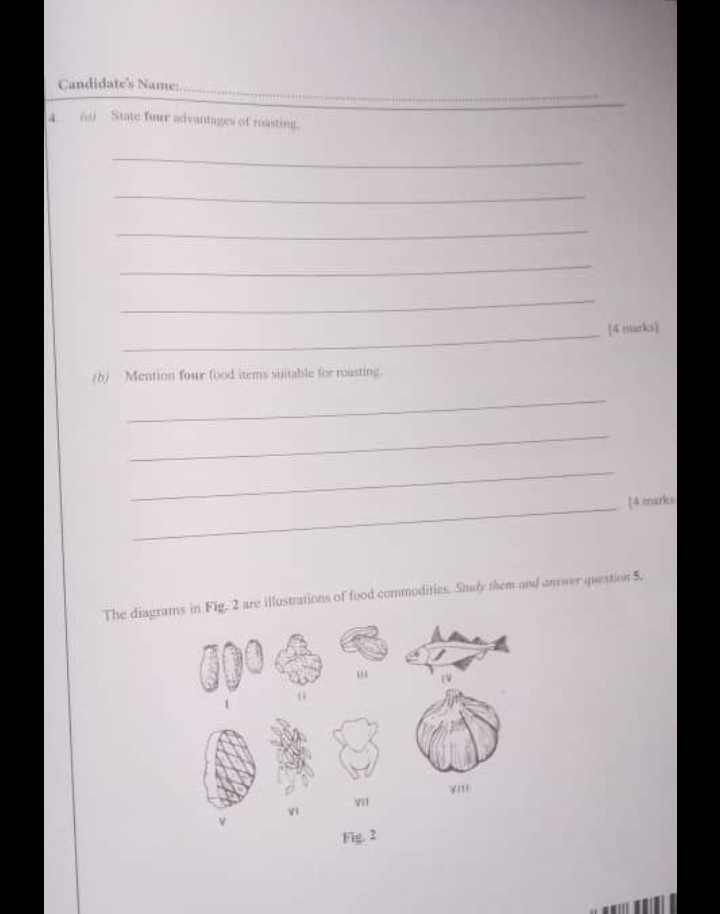 Candidate's Name:
4. (a) State four advantages of roasting.
[4 marks]
(b) Mention four food items suitable for roasting.
[4 marks
The diagrams in Fig. 2 are illustrations of food commodities. Study them and answer question 5.
I
II
III
IV
V
VI
VII
VIII
Fig. 2